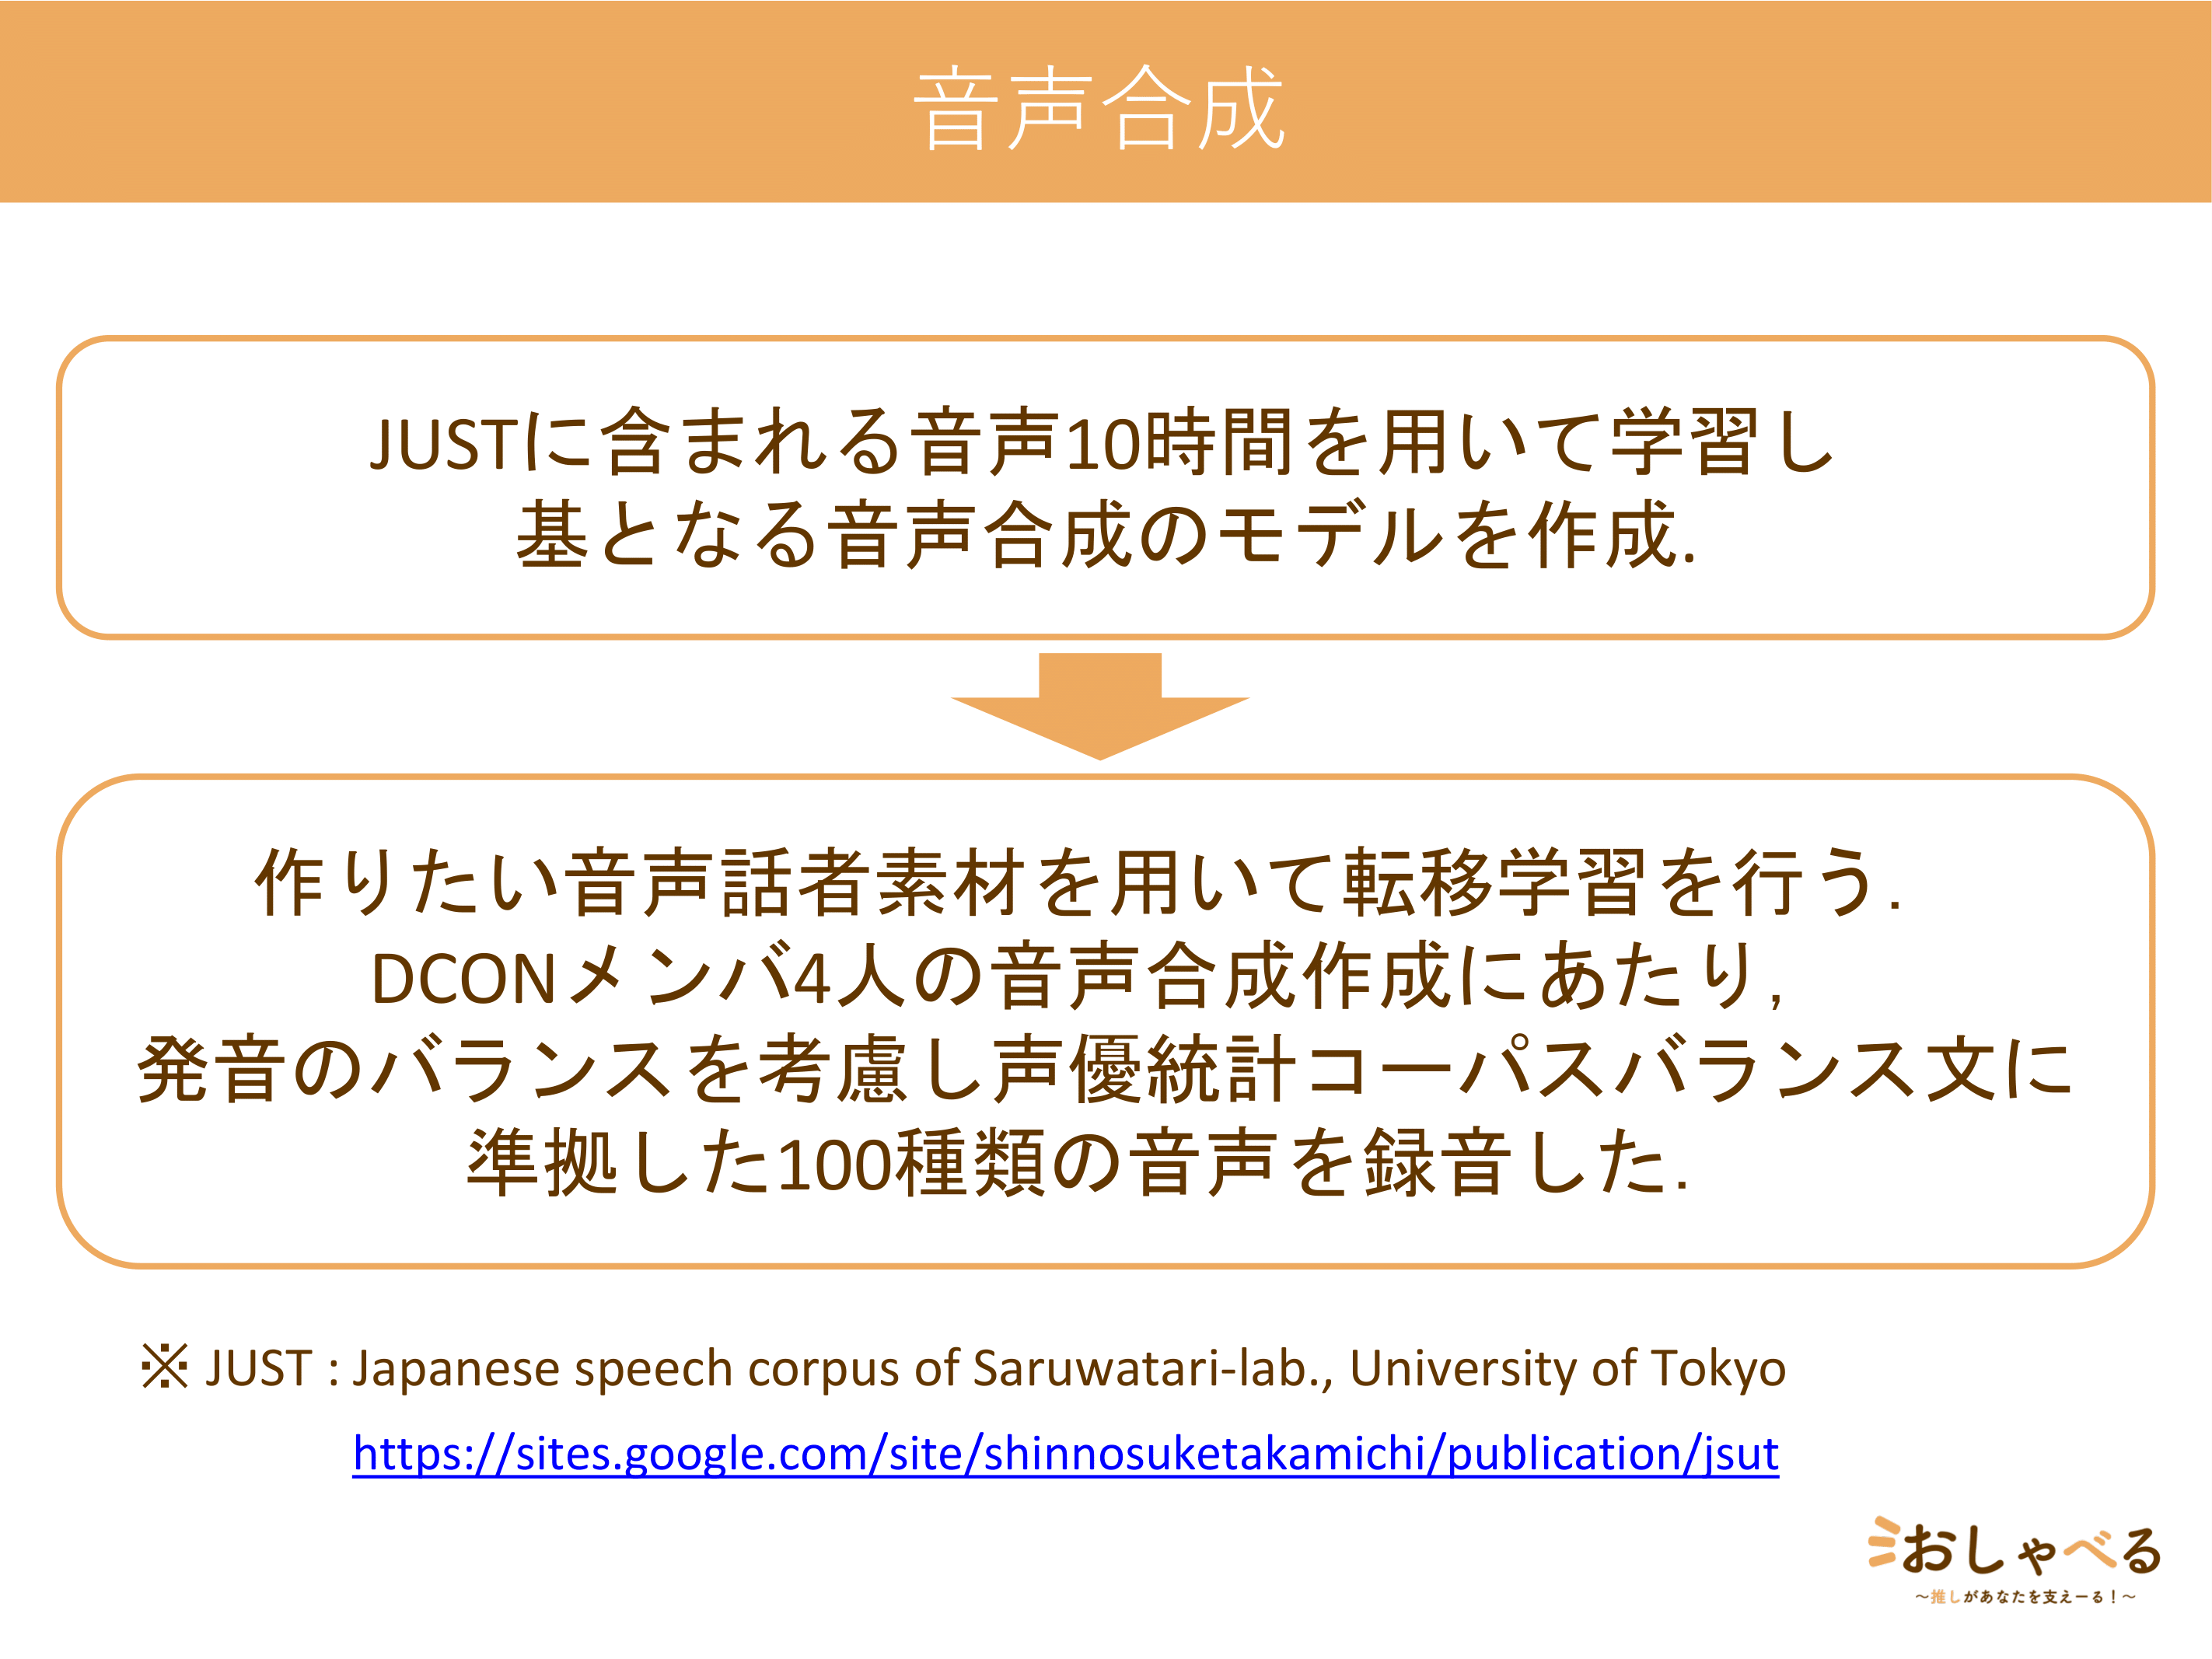 音声合成
JUSTに含まれる音声10時間を用いて学習し
基となる音声合成のモデルを作成.
作りたい音声話者素材を用いて転移学習を行う.
DCONメンバ4人の音声合成作成にあたり,
発音のバランスを考慮し声優統計コーパスバランス文に
準拠した100種類の音声を録音した.
※ JUST : Japanese speech corpus of Saruwatari-lab., University of Tokyo
https://sites.google.com/site/shinnosuketakamichi/publication/jsut
おしゃべる
～推しがあなたを支えーる！～